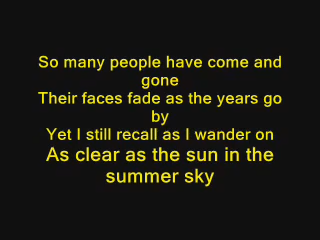 So many people have come and
gone
Their faces fade as the years go
by
Yet I still recall as I wander on
As clear as the sun in the
summer sky